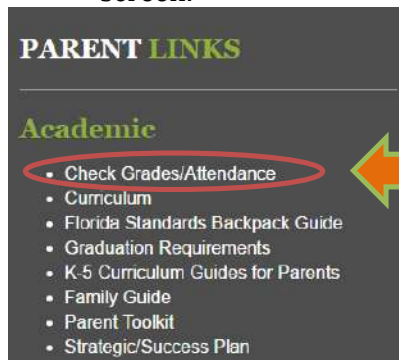 PARENT LINKS
Academic
• Check Grades/Attendance
• Curriculum
• Florida Standards Backpack Guide
• Graduation Requirements
• K-5 Curriculum Guides for Parents
• Family Guide
• Parent Toolkit
• Strategic/Success Plan